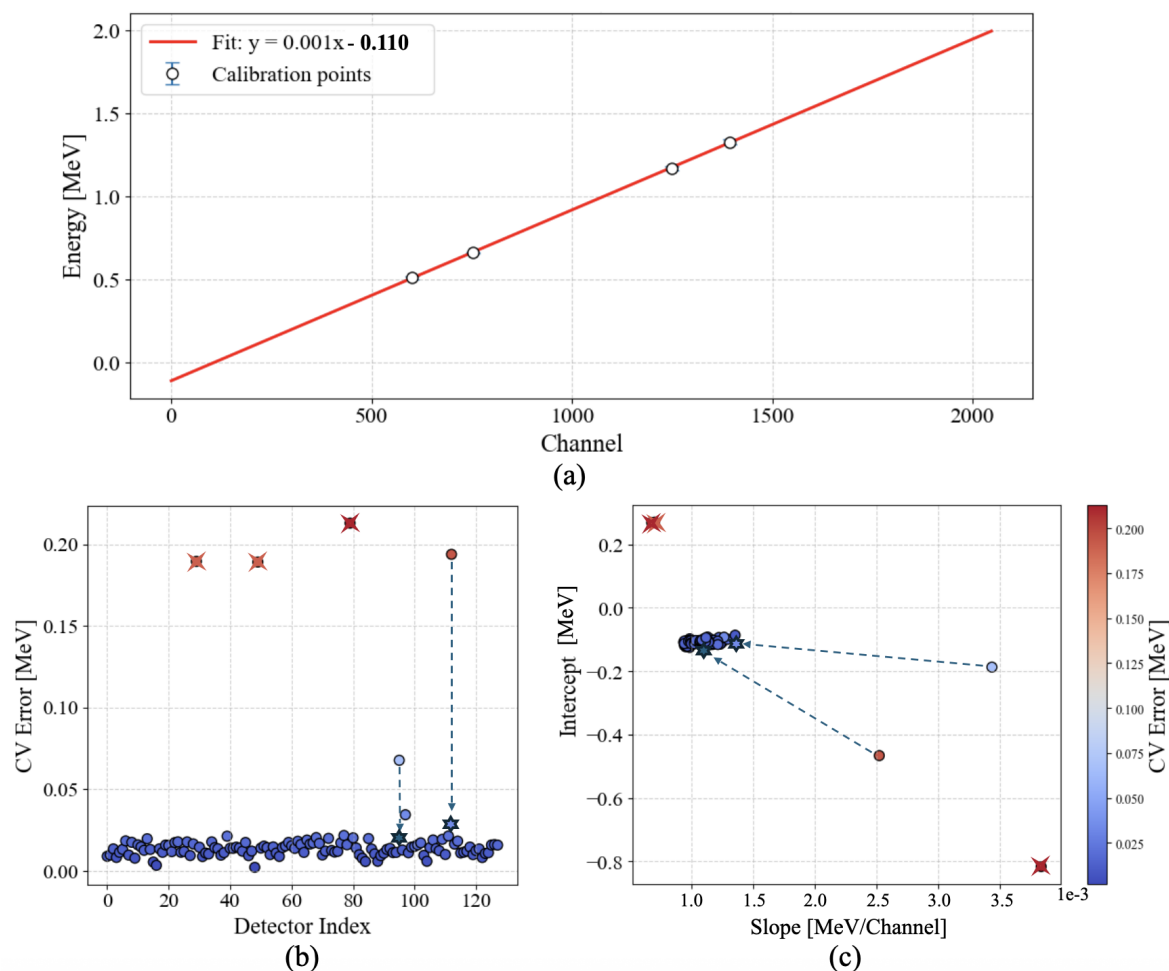 (a)
2.0
1.5
1.0
0.5
0.0
Energy [MeV]
Fit: y = 0.001x - 0.110
Calibration points
0 500 1000 1500 2000
Channel
(a)
0.20
0.15
0.10
0.05
0.00
CV Error [MeV]
0 20 40 60 80 100 120
Detector Index
(b)
0.2
0.0
−0.2
−0.4
−0.6
−0.8
Intercept [MeV]
1.0 1.5 2.0 2.5 3.0 3.5 1e-3
Slope [MeV/Channel]
(c)
0.200
0.175
0.150
0.125
0.100
0.075
0.050
0.025
CV Error [MeV]